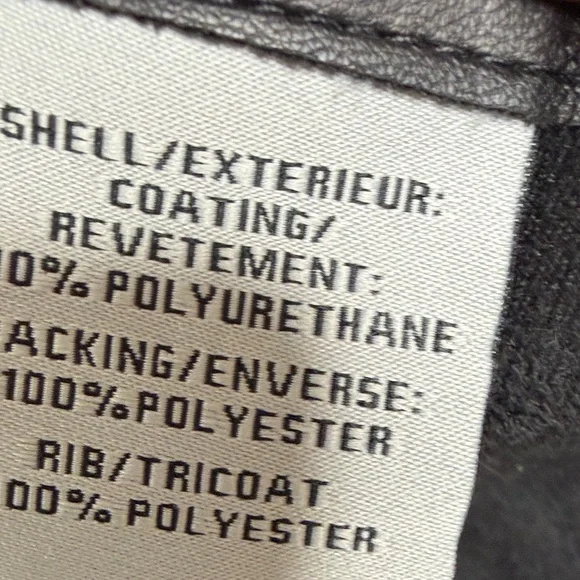 SHELL/EXTERIEUR:
COATING/
REVETEMENT:
00% POLYURETHANE
ACKING/ENVERSE:
100% POLYESTER
RIB/TRICOAT
00% POLYESTER